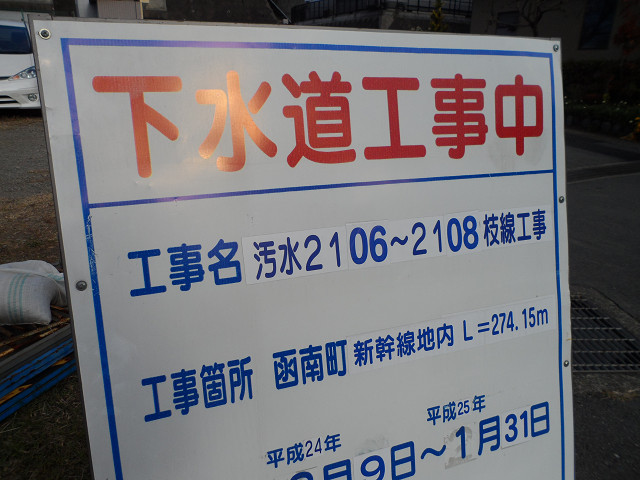 下水道工事中
工事名 汚水2106～2108枝線工事
工事箇所 函南町 新幹線地内 L＝274.15m
平成24年 平成25年
月9日～1月31日